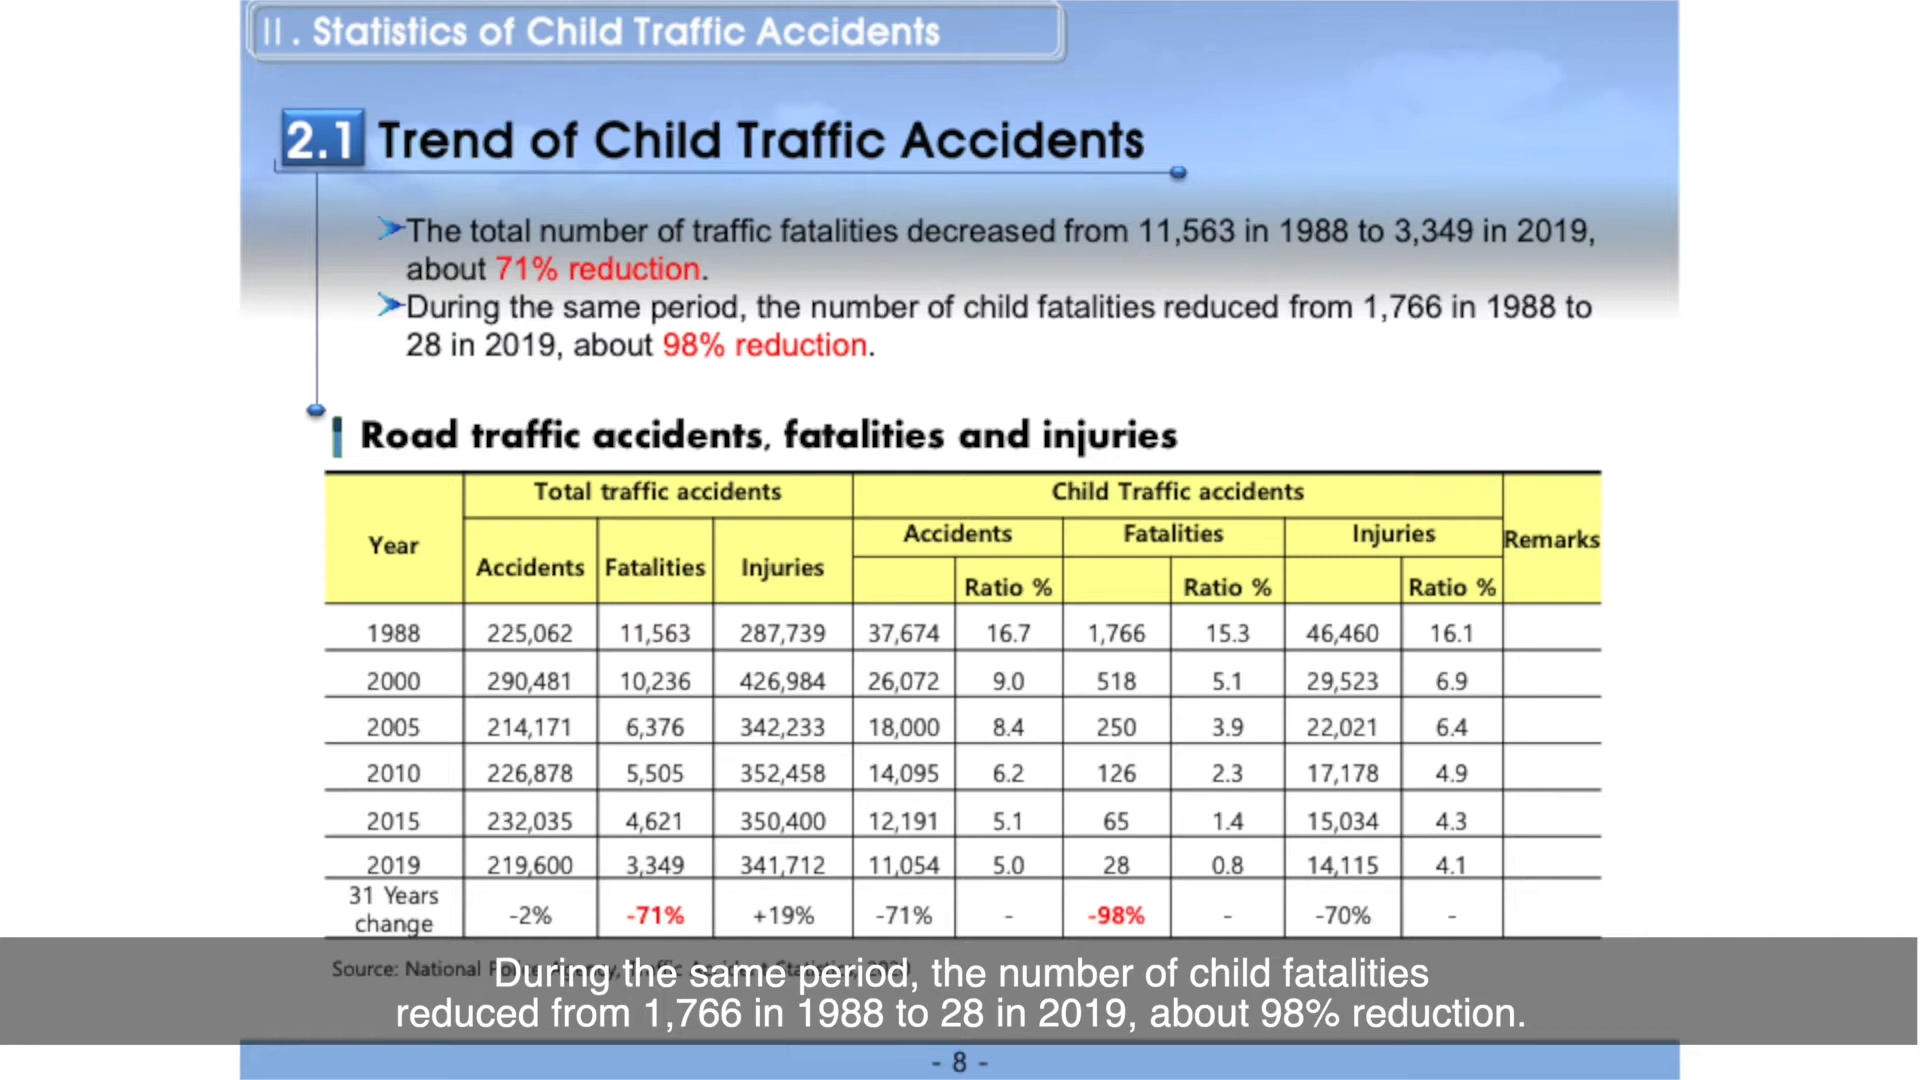 II. Statistics of Child Traffic Accidents
2.1 Trend of Child Traffic Accidents
The total number of traffic fatalities decreased from 11,563 in 1988 to 3,349 in 2019,
about 71% reduction.
During the same period, the number of child fatalities reduced from 1,766 in 1988 to
28 in 2019, about 98% reduction.
Road traffic accidents, fatalities and injuries
Year Total traffic accidents Child Traffic accidents Remarks
Accidents Fatalities Injuries Accidents Fatalities Injuries
Ratio % Ratio % Ratio %
1988 225,062 11,563 287,739 37,674 16.7 1,766 15.3 46,460 16.1
2000 290,481 10,236 426,984 26,072 9.0 518 5.1 29,523 6.9
2005 214,171 6,376 342,233 18,000 8.4 250 3.9 22,021 6.4
2010 226,878 5,505 352,458 14,095 6.2 126 2.3 17,178 4.9
2015 232,035 4,621 350,400 12,191 5.1 65 1.4 15,034 4.3
2019 219,600 3,349 341,712 11,054 5.0 28 0.8 14,115 4.1
31 Years
change -2% -71% +19% -71% - -98% - -70% -
Source: National
During the same period, the number of child fatalities
reduced from 1,766 in 1988 to 28 in 2019, about 98% reduction.
- 8 -